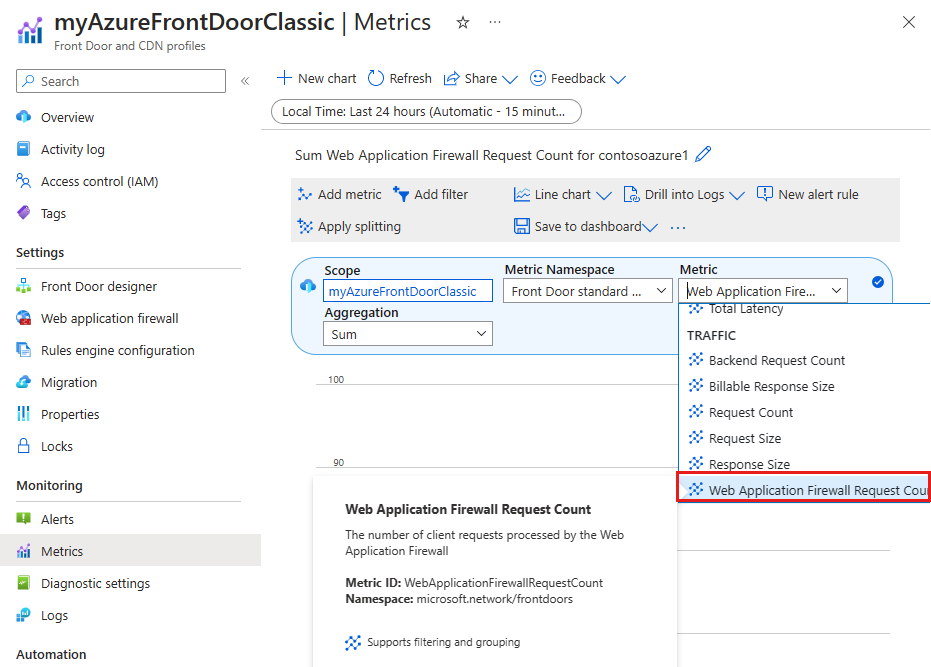 myAzureFrontDoorClassic | Metrics
Front Door and CDN profiles
Search
Overview
Activity log
Access control (IAM)
Tags
Settings
Front Door designer
Web application firewall
Rules engine configuration
Migration
Properties
Locks
Monitoring
Alerts
Metrics
Diagnostic settings
Logs
Automation
New chart Refresh Share Feedback
Local Time: Last 24 hours (Automatic - 15 minut...
Sum Web Application Firewall Request Count for contosoazure1
Add metric Add filter Line chart Drill into Logs New alert rule
Apply splitting Save to dashboard ...
Scope Metric Namespace Metric
myAzureFrontDoorClassic Front Door standard ... Web Application Fire...
Aggregation
Sum
Total Latency
TRAFFIC
Backend Request Count
Billable Response Size
Request Count
Request Size
Response Size
Web Application Firewall Request Cou
100
90
Web Application Firewall Request Count
The number of client requests processed by the Web
Application Firewall
Metric ID: WebApplicationFirewallRequestCount
Namespace: microsoft.network/frontdoors
Supports filtering and grouping